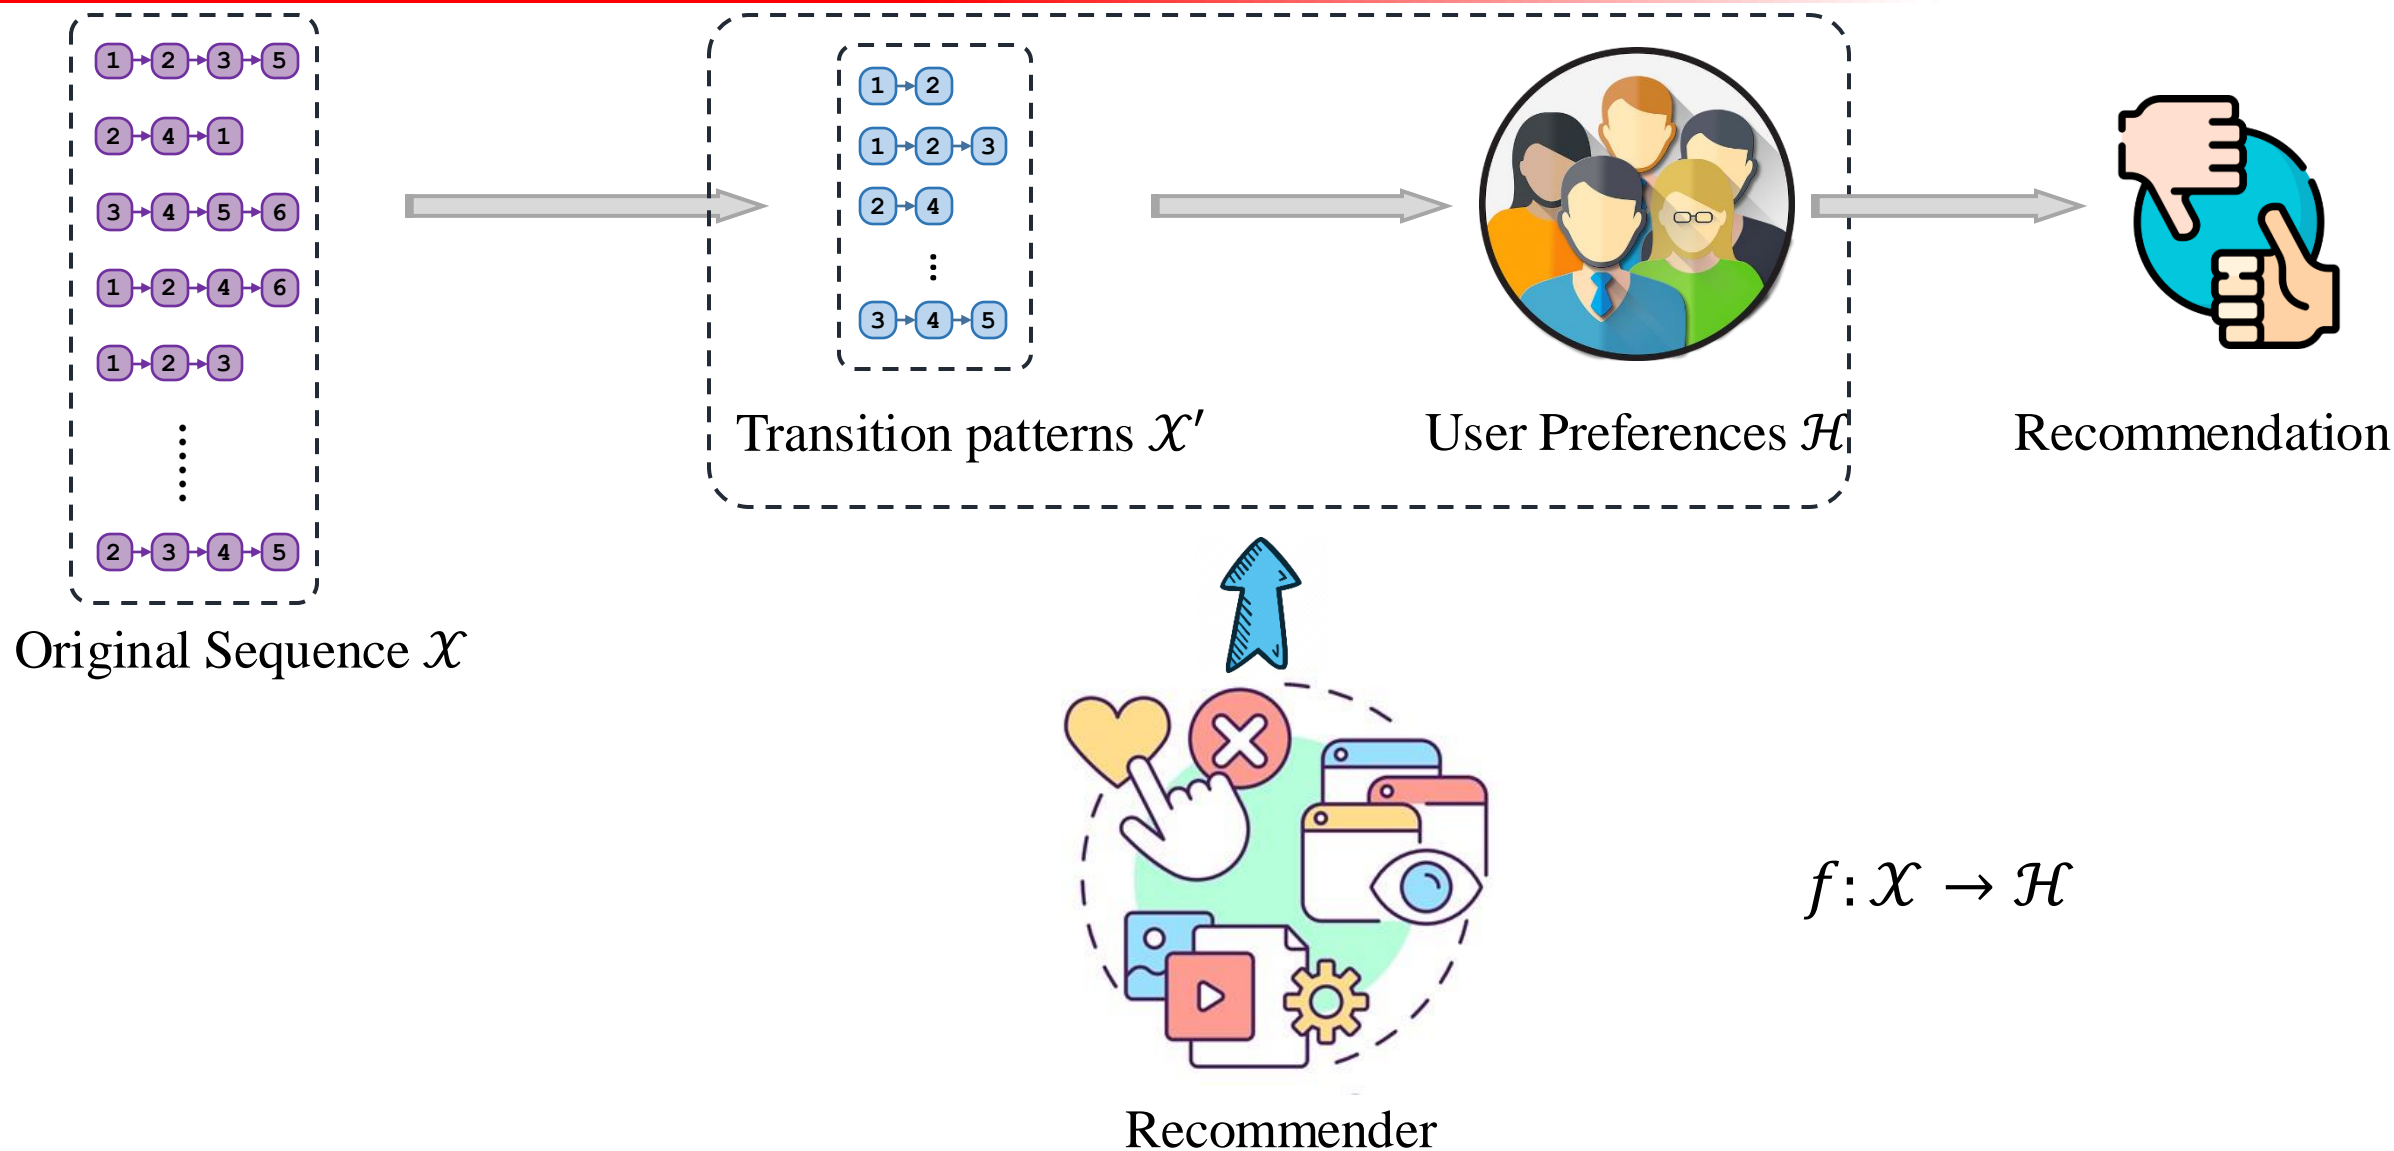 1→2→3→5
2→4→1
3→4→5→6
1→2→4→6
1→2→3
⋮
2→3→4→5
Original Sequence 𝒳
1→2
1→2→3
2→4
⋮
3→4→5
Transition patterns 𝒳′
User Preferences ℋ
Recommendation
f: 𝒳 → ℋ
Recommender